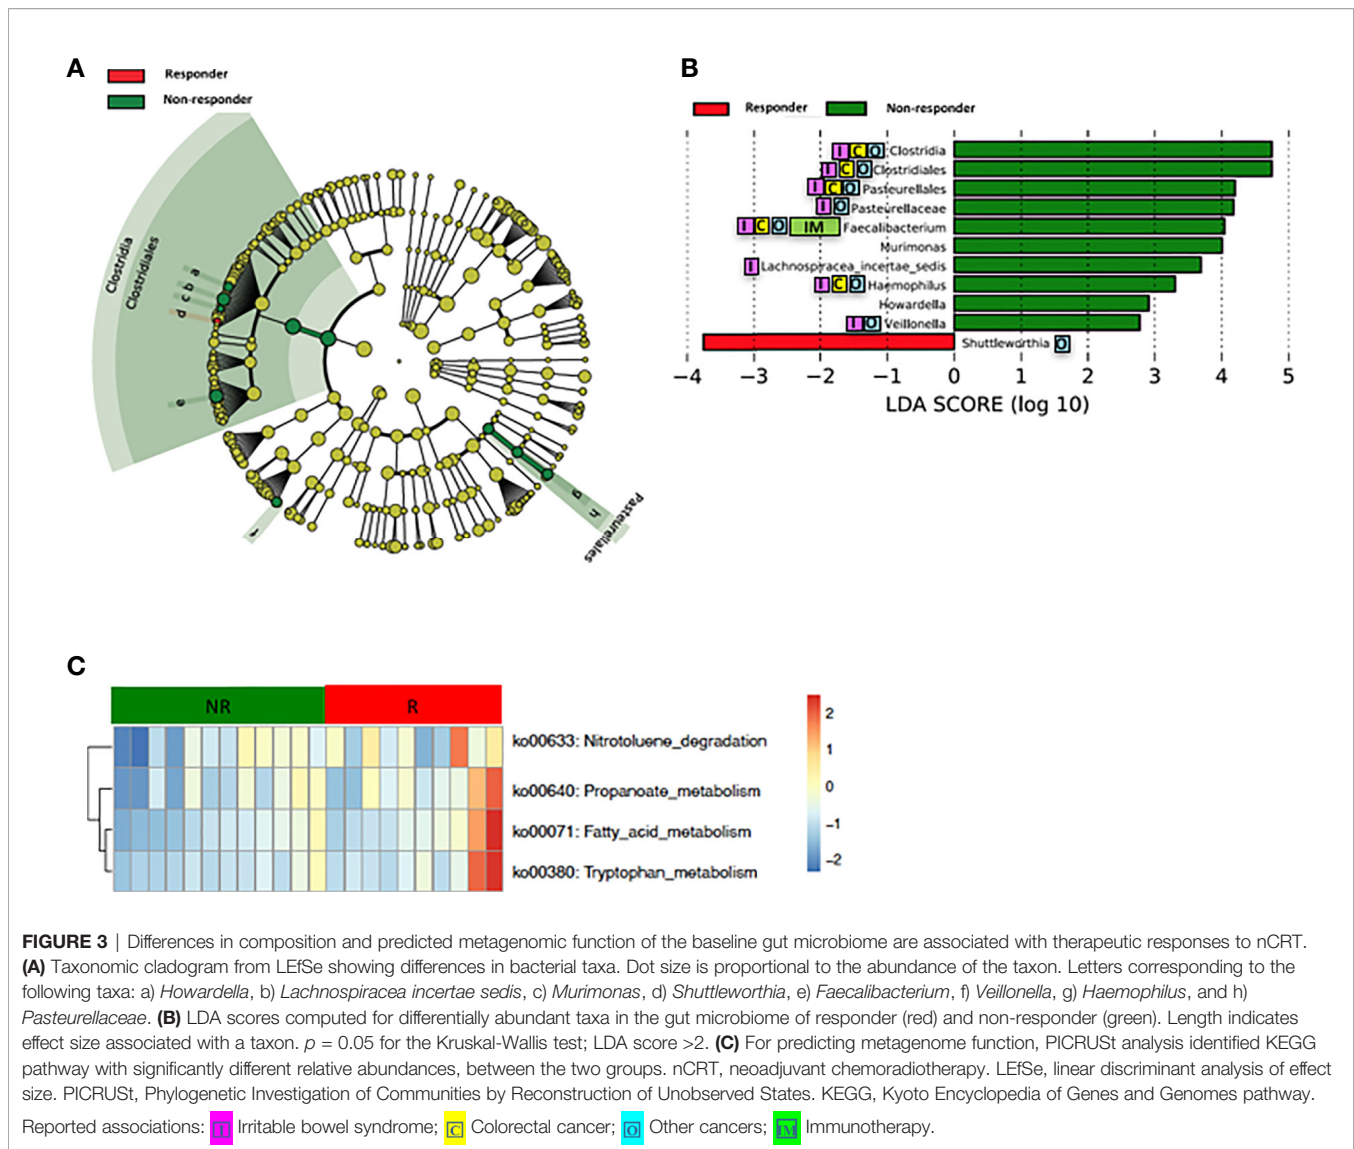 A
Responder
Non-responder
Clostridia
Clostridiales
a
b
c
d
e
f
g
h
Pasteurellales
B
Responder
Non-responder
I C O Clostridia
I C O Clostridiales
I C O Pasteurellales
I O Pasteurellaceae
I C O IM Faecalibacterium
Murimonas
I Lachnospiracea_incertae_sedis
I C O Haemophilus
Howardella
I O Veillonella
Shuttleworthia O
−4 −3 −2 −1 0 1 2 3 4 5
LDA SCORE (log 10)
C
NR R
ko00633: Nitrotoluene_degradation
ko00640: Propanoate_metabolism
ko00071: Fatty_acid_metabolism
ko00380: Tryptophan_metabolism
2
1
0
−1
−2
FIGURE 3 | Differences in composition and predicted metagenomic function of the baseline gut microbiome are associated with therapeutic responses to nCRT.
(A) Taxonomic cladogram from LEfSe showing differences in bacterial taxa. Dot size is proportional to the abundance of the taxon. Letters corresponding to the
following taxa: a) Howardella, b) Lachnospiracea incertae sedis, c) Murimonas, d) Shuttleworthia, e) Faecalibacterium, f) Veillonella, g) Haemophilus, and h)
Pasteurellaceae. (B) LDA scores computed for differentially abundant taxa in the gut microbiome of responder (red) and non-responder (green). Length indicates
effect size associated with a taxon. p = 0.05 for the Kruskal-Wallis test; LDA score >2. (C) For predicting metagenome function, PICRUSt analysis identified KEGG
pathway with significantly different relative abundances, between the two groups. nCRT, neoadjuvant chemoradiotherapy. LEfSe, linear discriminant analysis of effect
size. PICRUSt, Phylogenetic Investigation of Communities by Reconstruction of Unobserved States. KEGG, Kyoto Encyclopedia of Genes and Genomes pathway.
Reported associations: I Irritable bowel syndrome; C Colorectal cancer; O Other cancers; IM Immunotherapy.